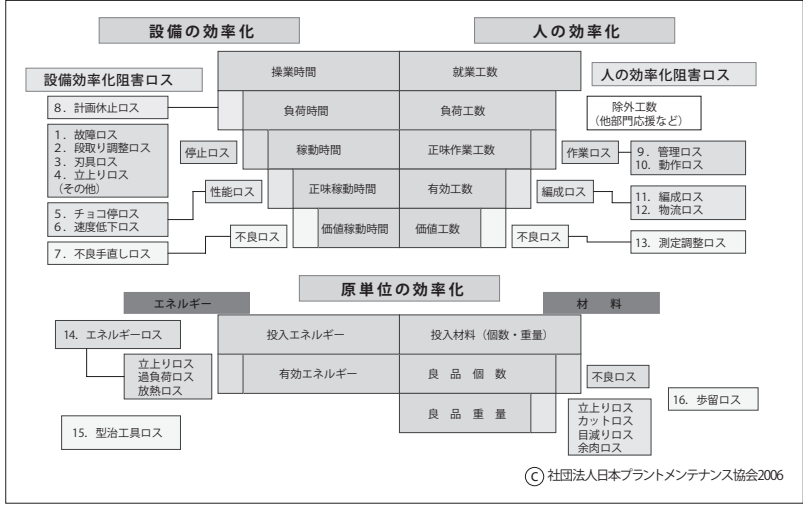 設備の効率化
人の効率化
設備効率化阻害ロス
操業時間
就業工数
人の効率化阻害ロス
8. 計画休止ロス
負荷時間
負荷工数
除外工数
(他部門応援など)
1. 故障ロス
2. 段取り調整ロス
3. 刃具ロス
4. 立上りロス
(その他)
停止ロス
稼動時間
正味作業工数
作業ロス
9. 管理ロス
10. 動作ロス
5. チョコ停ロス
6. 速度低下ロス
性能ロス
正味稼動時間
有効工数
編成ロス
11. 編成ロス
12. 物流ロス
7. 不良手直しロス
不良ロス
価値稼動時間
価値工数
不良ロス
13. 測定調整ロス
原単位の効率化
エネルギー
材 料
14. エネルギーロス
投入エネルギー
投入材料(個数・重量)
立上りロス
過負荷ロス
放熱ロス
有効エネルギー
良 品 個 数
不良ロス
16. 歩留ロス
15. 型治工具ロス
良 品 重 量
立上りロス
カットロス
目減りロス
余肉ロス
Ⓒ 社団法人日本プラントメンテナンス協会2006